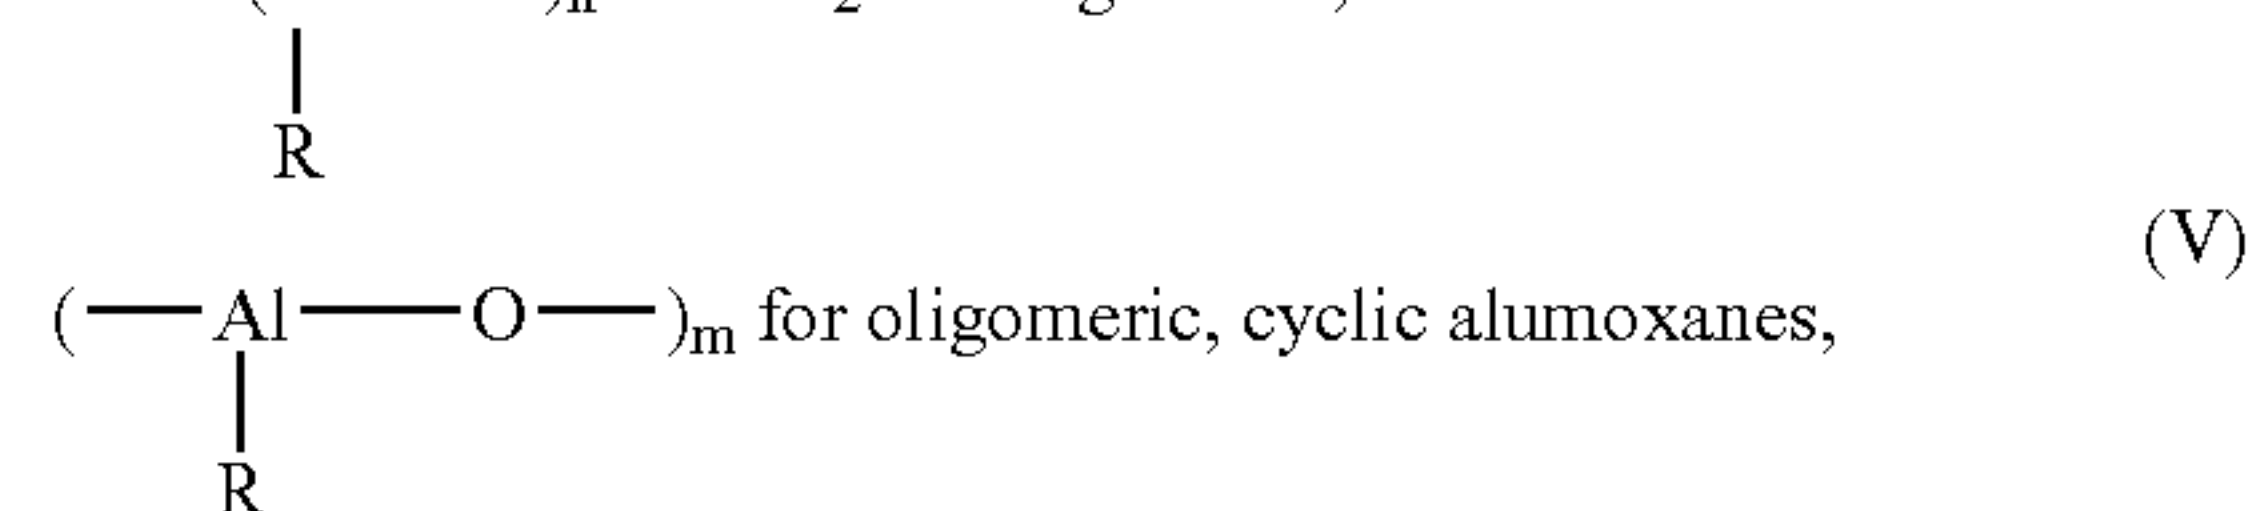 R
(V)
(—Al—O—)m for oligomeric, cyclic alumoxanes,
R